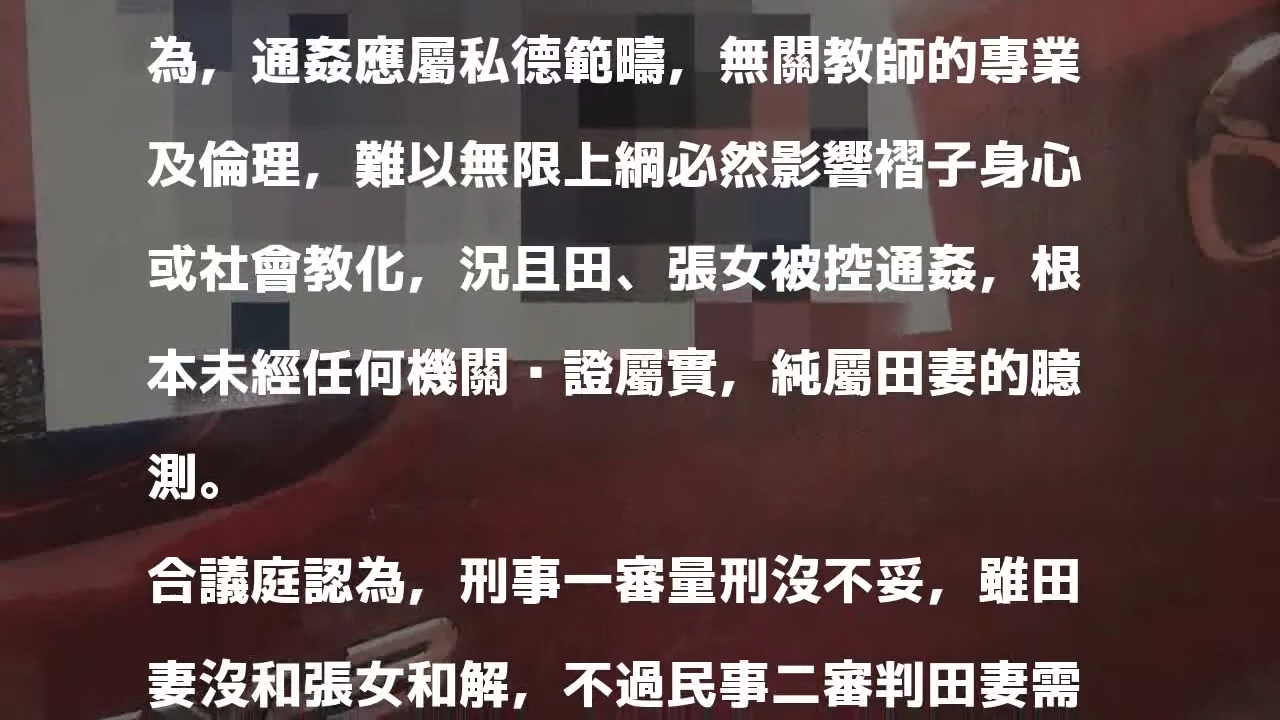 為，通姦應屬私德範疇，無關教師的專業
及倫理，難以無限上綱必然影響褶子身心
或社會教化，況且田、張女被控通姦，根
本未經任何機關▪證屬實，純屬田妻的臆
測。
合議庭認為，刑事一審量刑沒不妥，雖田
妻沒和張女和解，不過民事二審判田妻需